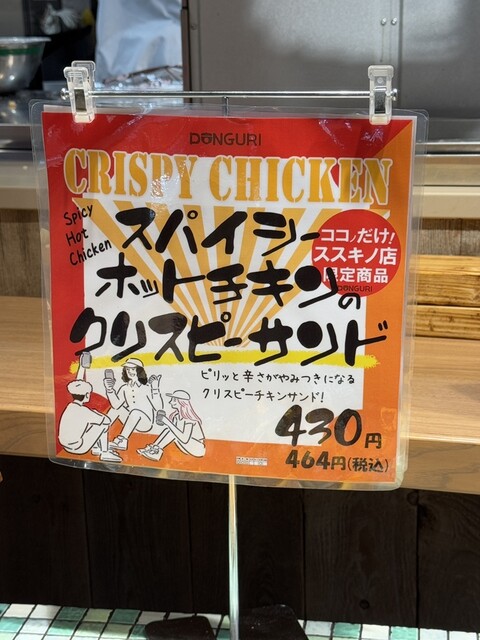 DONGURI
CRISPY CHICKEN
Spicy
Hot
Chicken
スパイシー
ホットチキンの
クリスピーサンド
ココノだけ!
ススキノ店
限定商品
DONGURI
ピリッと辛さがやみつきになる
クリスピーチキンサンド!
430円
464円(税込)